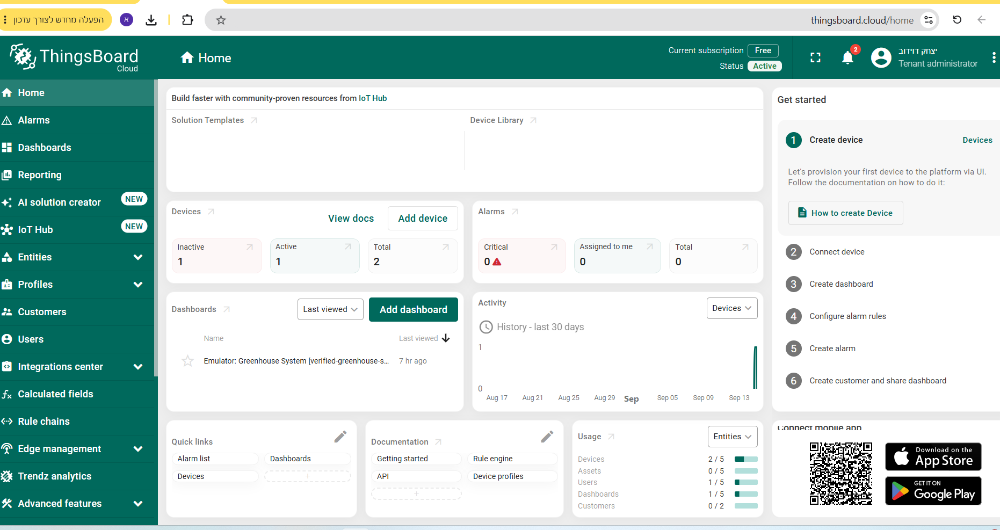 הפעלה מחדש לצורך עדכון
א
thingsboard.cloud/home
ThingsBoard
Cloud
Home
Current subscription Free
Status Active
2
יצחק דוידוב
Tenant administrator
Home
Alarms
Dashboards
Reporting
AI solution creator NEW
IoT Hub NEW
Entities
Profiles
Customers
Users
Integrations center
Calculated fields
Rule chains
Edge management
Trendz analytics
Advanced features
Build faster with community-proven resources from IoT Hub
Solution Templates
Device Library
Devices
View docs
Add device
Inactive
1
Active
1
Total
2
Alarms
Critical
0
Assigned to me
0
Total
0
Dashboards
Last viewed
Add dashboard
Name Last viewed
Emulator: Greenhouse System [verified-greenhouse-s... 7 hr ago
Activity
Devices
History - last 30 days
1
0
Aug 17 Aug 21 Aug 25 Aug 29 Sep Sep 05 Sep 09 Sep 13
Quick links
Alarm list
Dashboards
Devices
+
Documentation
Getting started
Rule engine
API
Device profiles
+
Usage
Entities
Devices 2 / 5
Assets 0 / 5
Users 1 / 5
Dashboards 1 / 5
Customers 0 / 2
Get started
1 Create device Devices
Let's provision your first device to the platform via UI.
Follow the documentation on how to do it:
How to create Device
2 Connect device
3 Create dashboard
4 Configure alarm rules
5 Create alarm
6 Create customer and share dashboard
Connect mobile app
Download on the
App Store
GET IT ON
Google Play